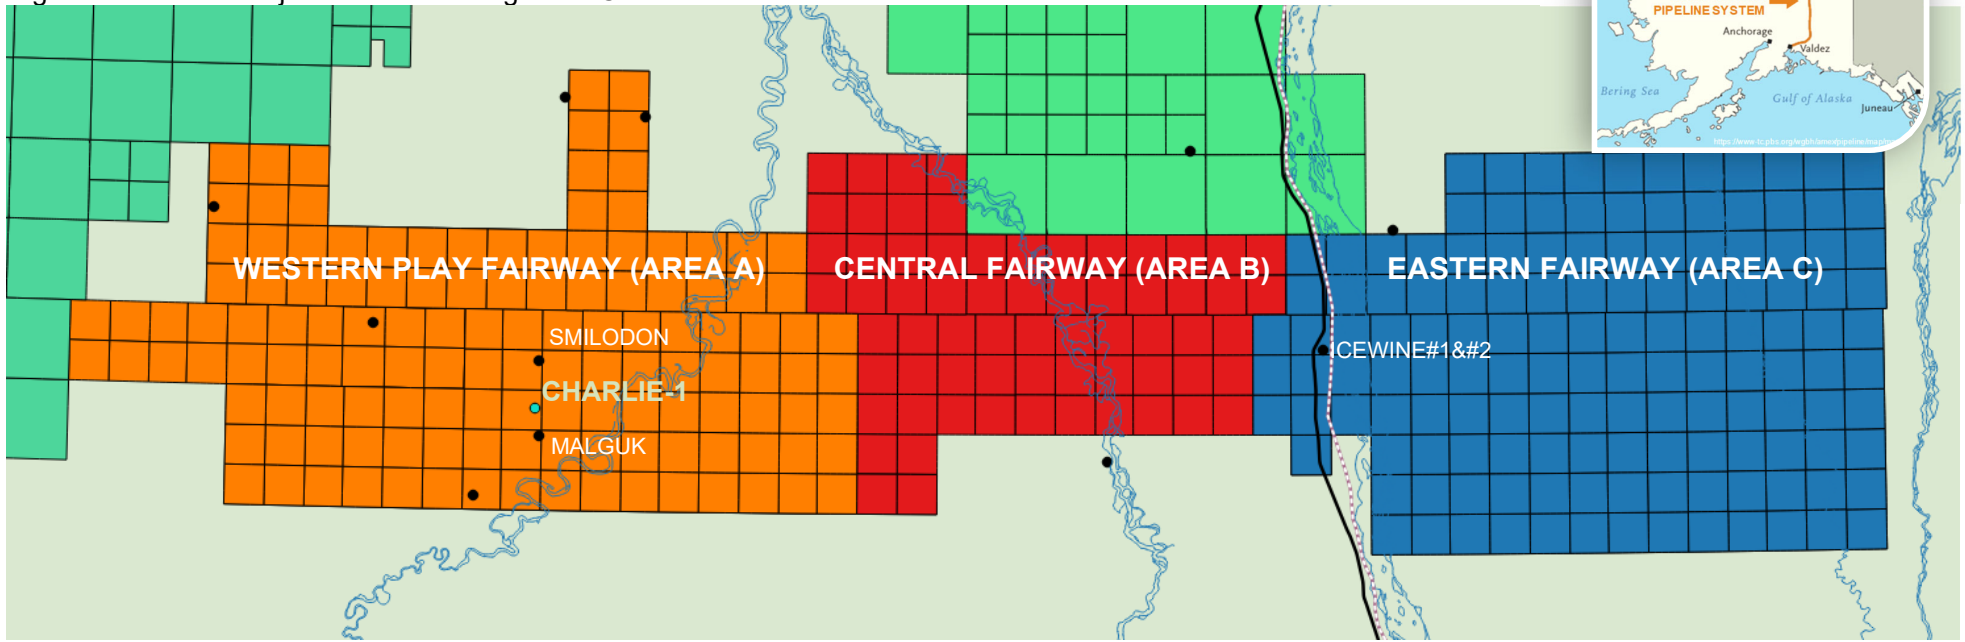 PIPELINE SYSTEM
Anchorage
Valdez
Bering Sea
Gulf of Alaska
Juneau
WESTERN PLAY FAIRWAY (AREA A)
CENTRAL FAIRWAY (AREA B)
EASTERN FAIRWAY (AREA C)
SMILODON
ICEWINE#1&#2
CHARLIE-1
MALGUK